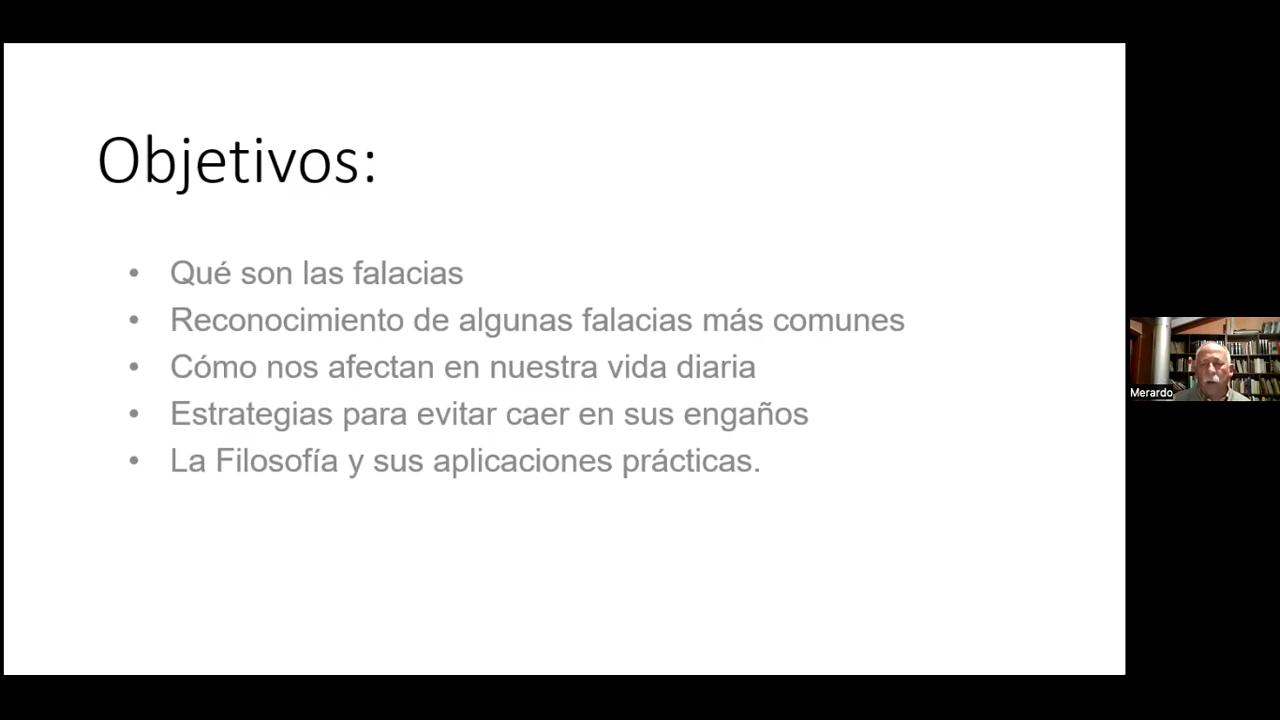 Objetivos:
• Qué son las falacias
• Reconocimiento de algunas falacias más comunes
• Cómo nos afectan en nuestra vida diaria
• Estrategias para evitar caer en sus engaños
• La Filosofía y sus aplicaciones prácticas.
Merardo